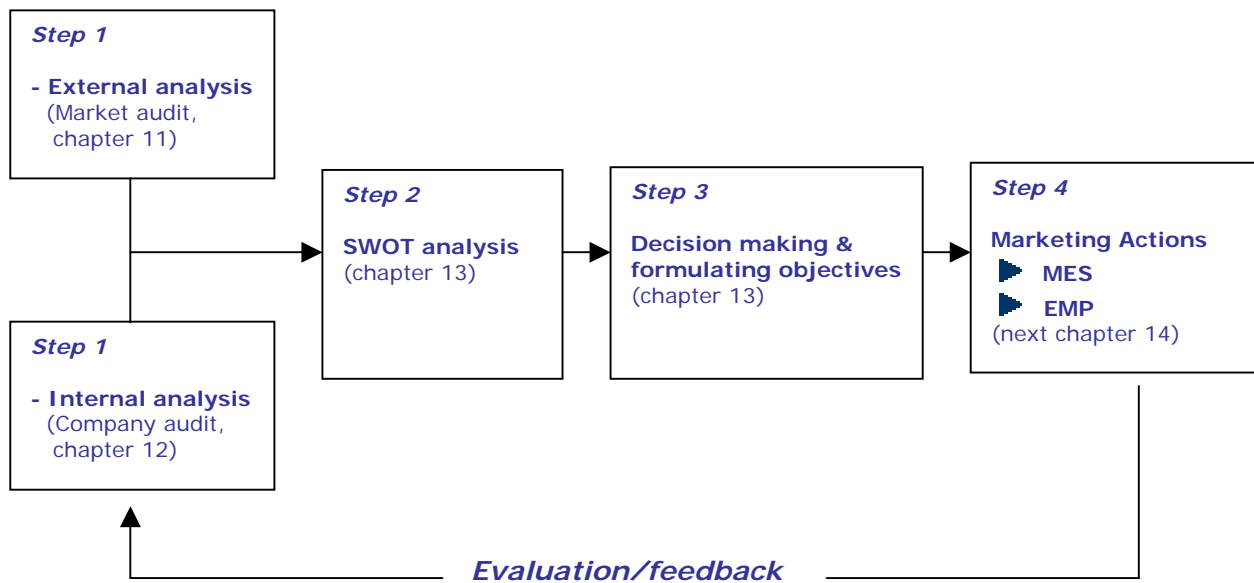 Step 1
- External analysis
(Market audit,
chapter 11)
Step 1
- Internal analysis
(Company audit,
chapter 12)
Step 2
SWOT analysis
(chapter 13)
Step 3
Decision making &
formulating objectives
(chapter 13)
Step 4
Marketing Actions
MES
EMP
(next chapter 14)
Evaluation/feedback